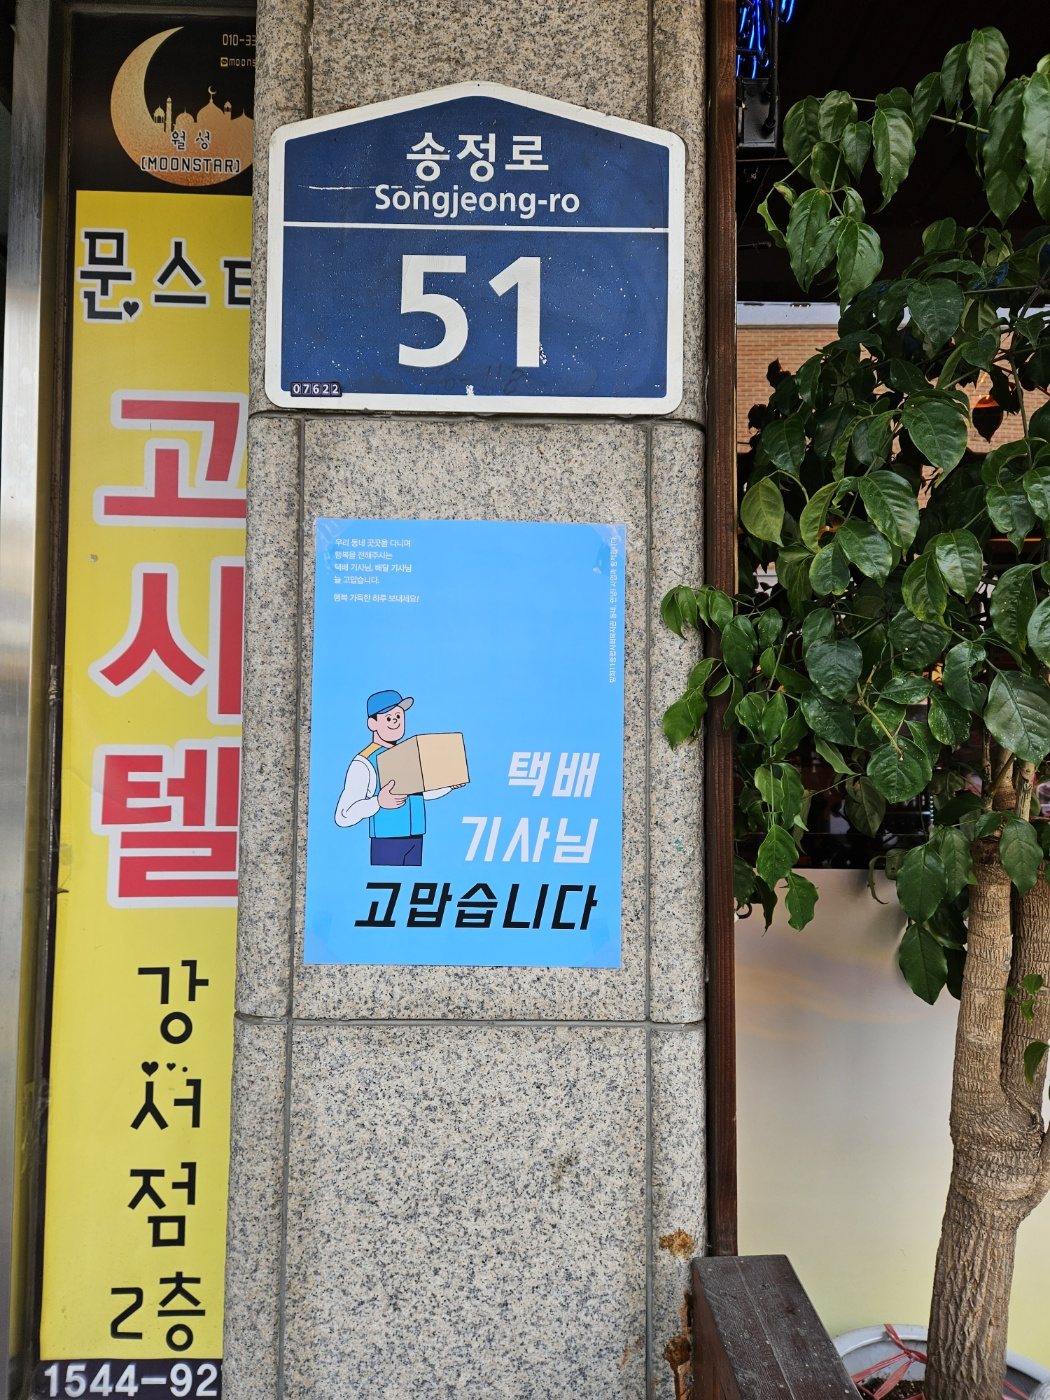 010-33
월성
(MOONSTAR)
문스타
고
시
텔
강
서
점
2층
1544-92
송정로
Songjeong-ro
51
07622
우리 동네 곳곳을 다니며
행복을 전해주시는
택배 기사님, 배달 기사님
늘 고맙습니다.
행복 가득한 하루 보내세요!
택배
기사님
고맙습니다